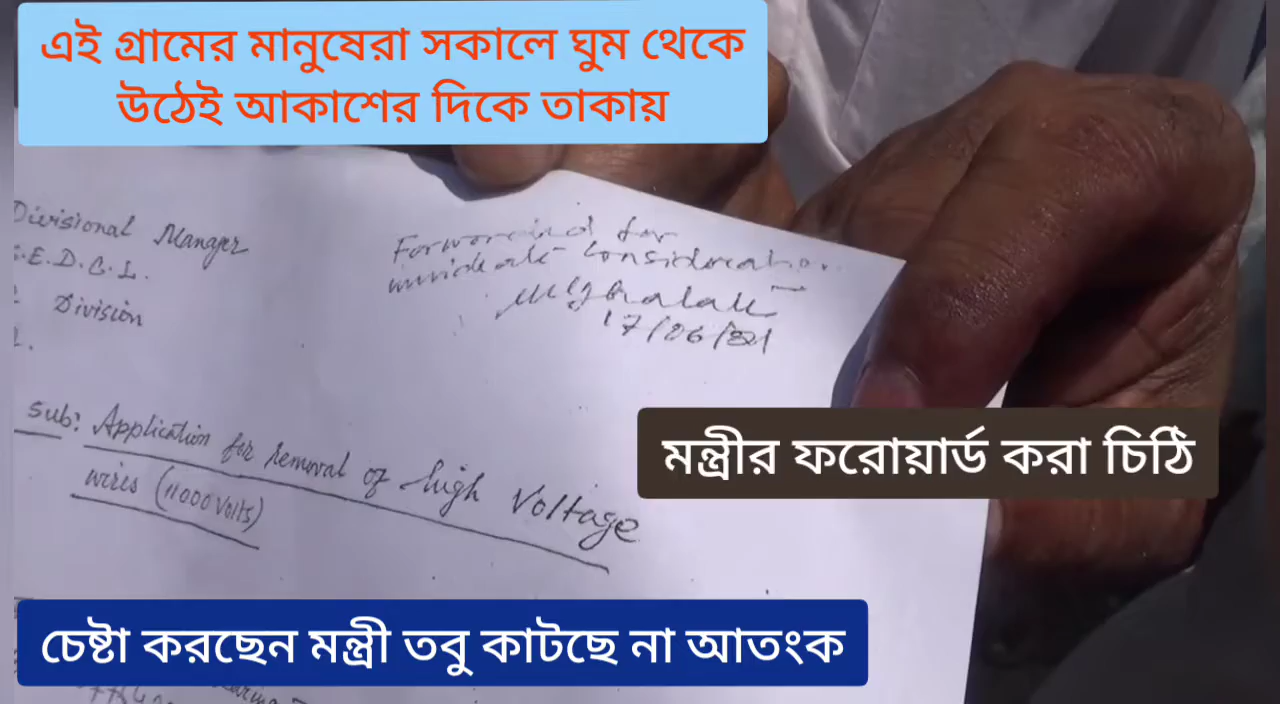 এই গ্রামের মানুষেরা সকালে ঘুম থেকে
উঠেই আকাশের দিকে তাকায়
Divisional Manager
.E.D.C.L.
Division
Forwarded for
Consideration.
17/06/21
মন্ত্রীর ফরোয়ার্ড করা চিঠি
Sub: Application for removal of high Voltage
wires (11000 Volts)
চেষ্টা করছেন মন্ত্রী তবু কাটছে না আতংক